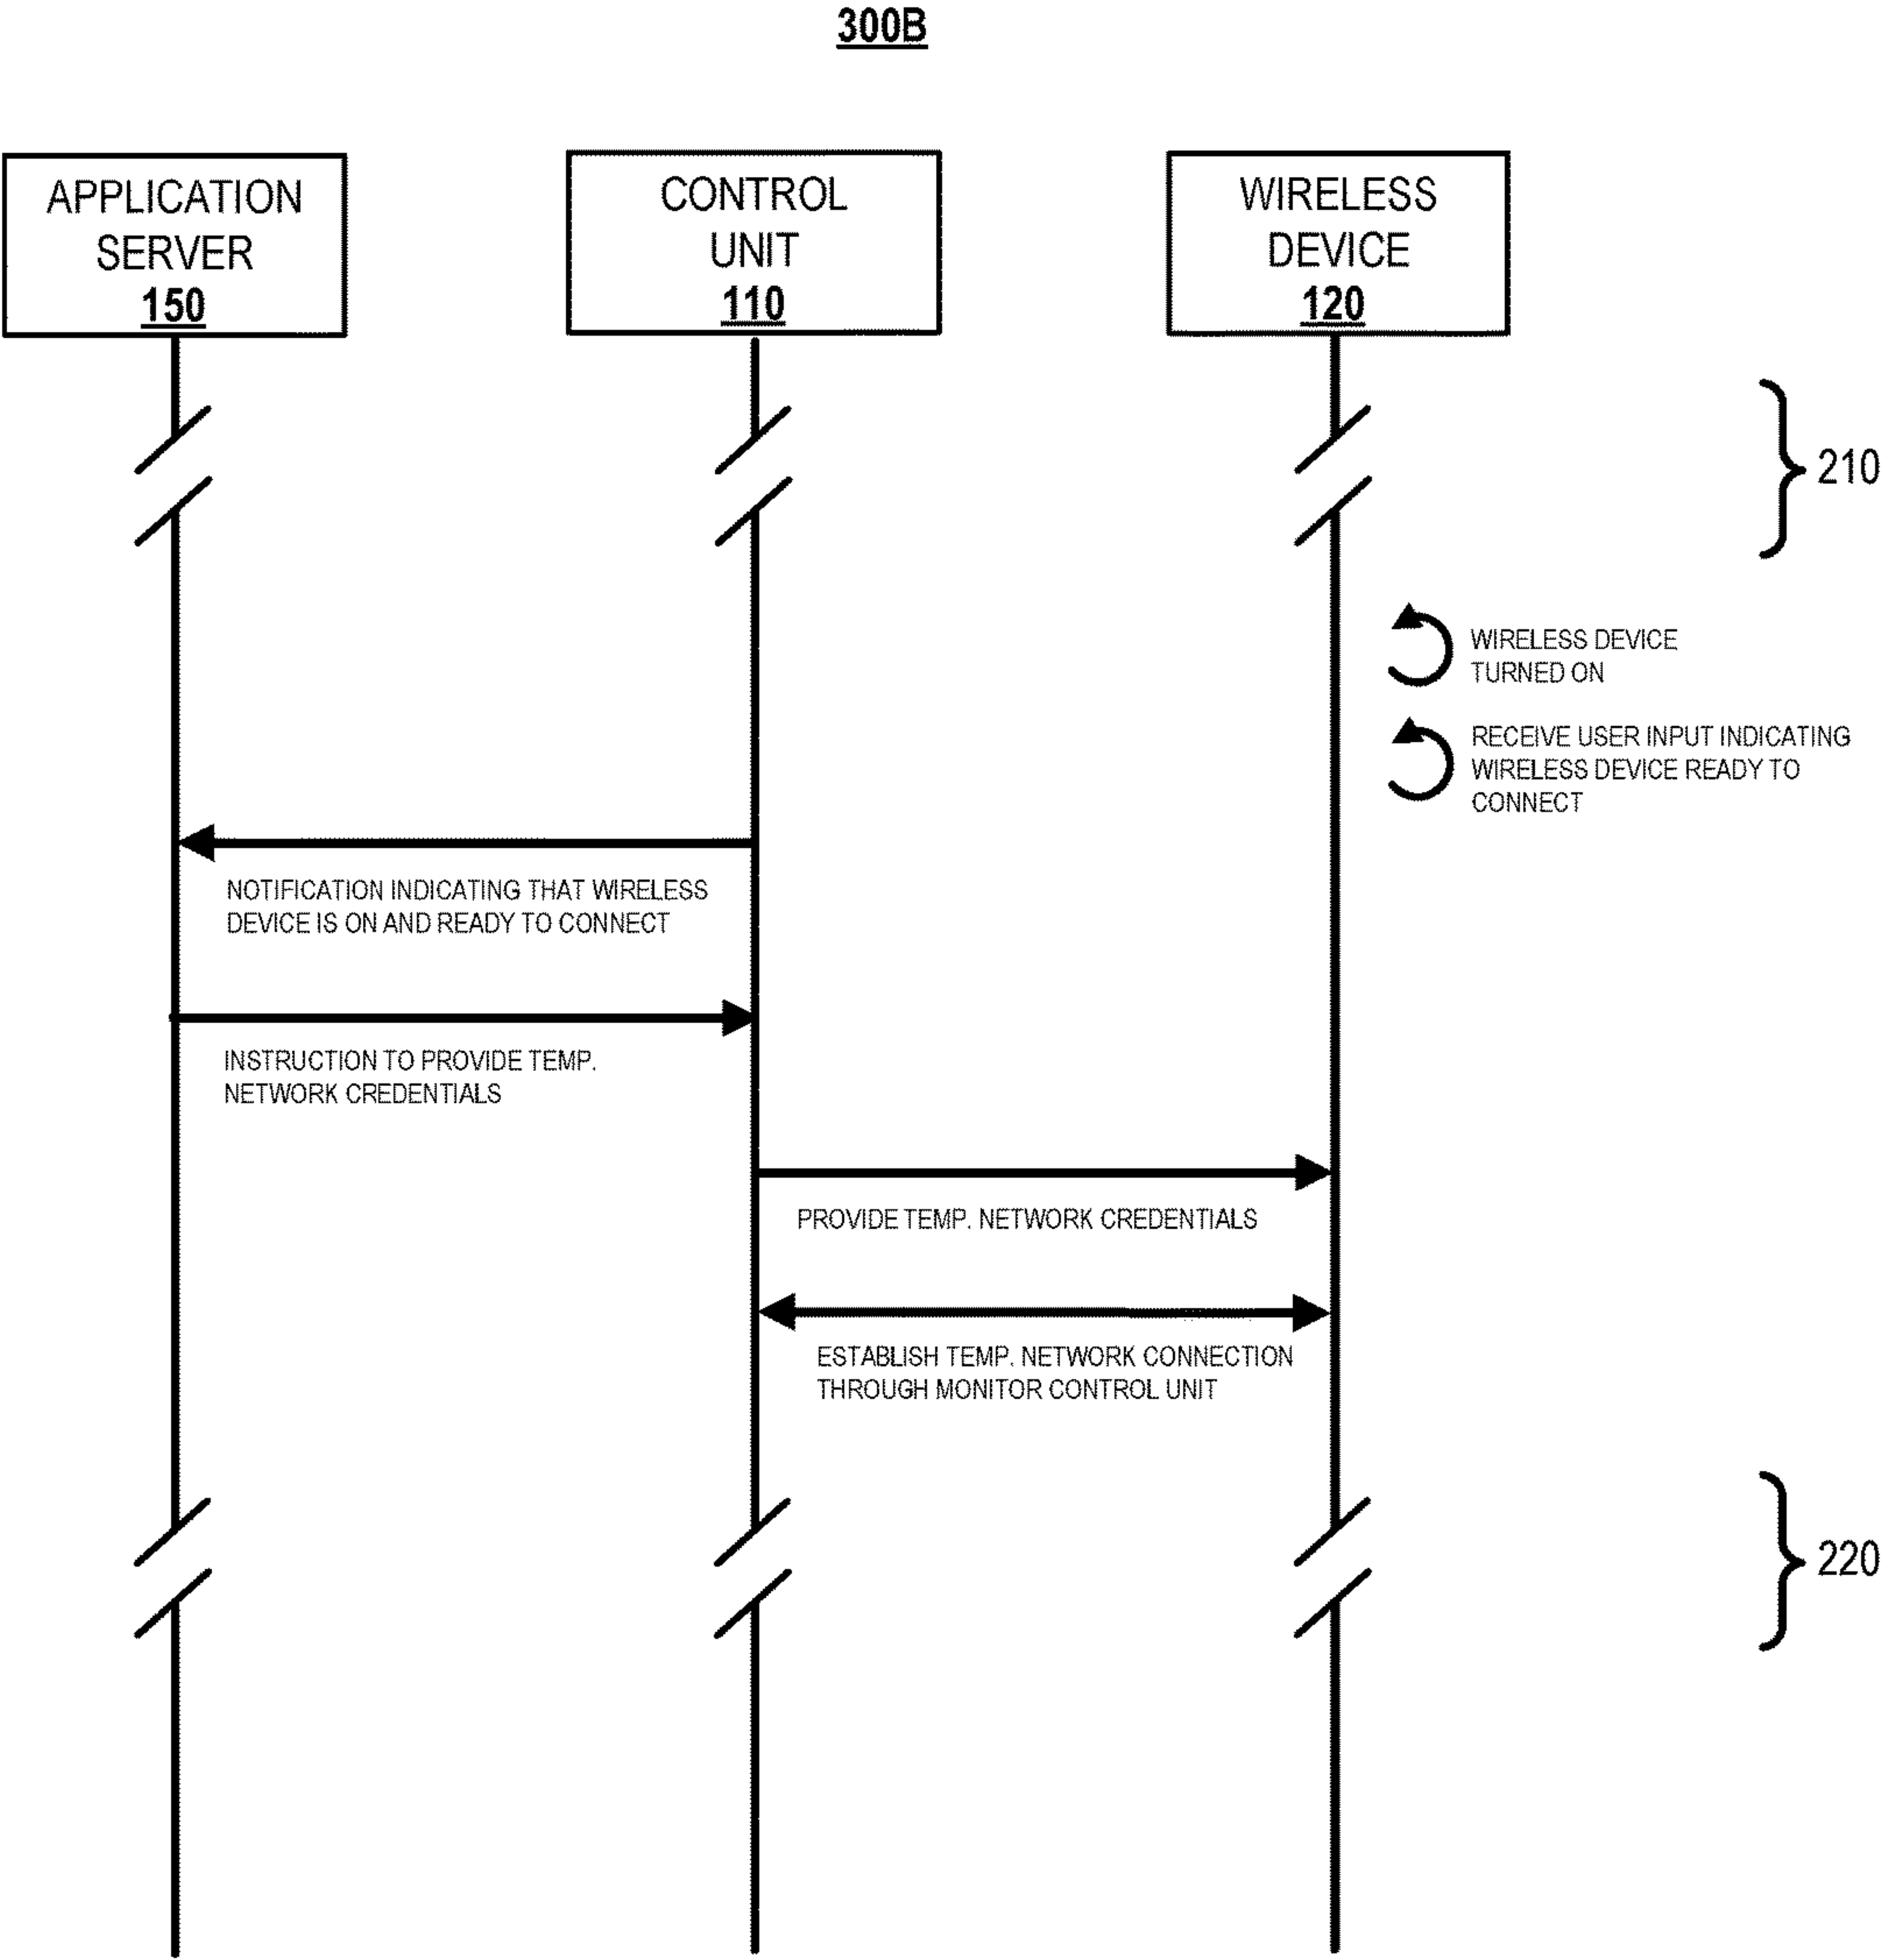 300B
APPLICATION
SERVER
150
CONTROL
UNIT
110
WIRELESS
DEVICE
120
210
WIRELESS DEVICE
TURNED ON
RECEIVE USER INPUT INDICATING
WIRELESS DEVICE READY TO
CONNECT
NOTIFICATION INDICATING THAT WIRELESS
DEVICE IS ON AND READY TO CONNECT
INSTRUCTION TO PROVIDE TEMP.
NETWORK CREDENTIALS
PROVIDE TEMP. NETWORK CREDENTIALS
ESTABLISH TEMP. NETWORK CONNECTION
THROUGH MONITOR CONTROL UNIT
220